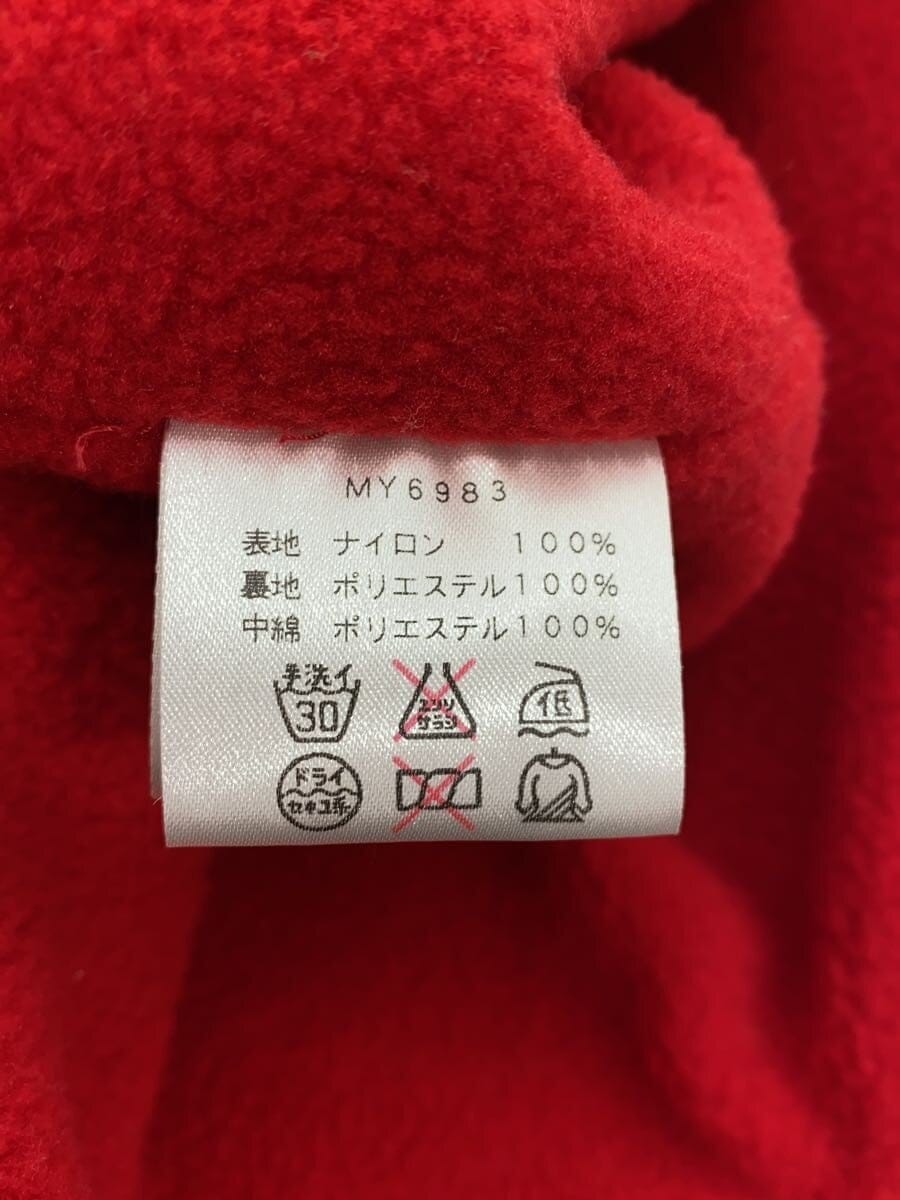 MY6983
表地 ナイロン 100%
裏地 ポリエステル100%
中綿 ポリエステル100%
手洗イ
30
エンソ
サラシ
低
ドライ
セキユ系